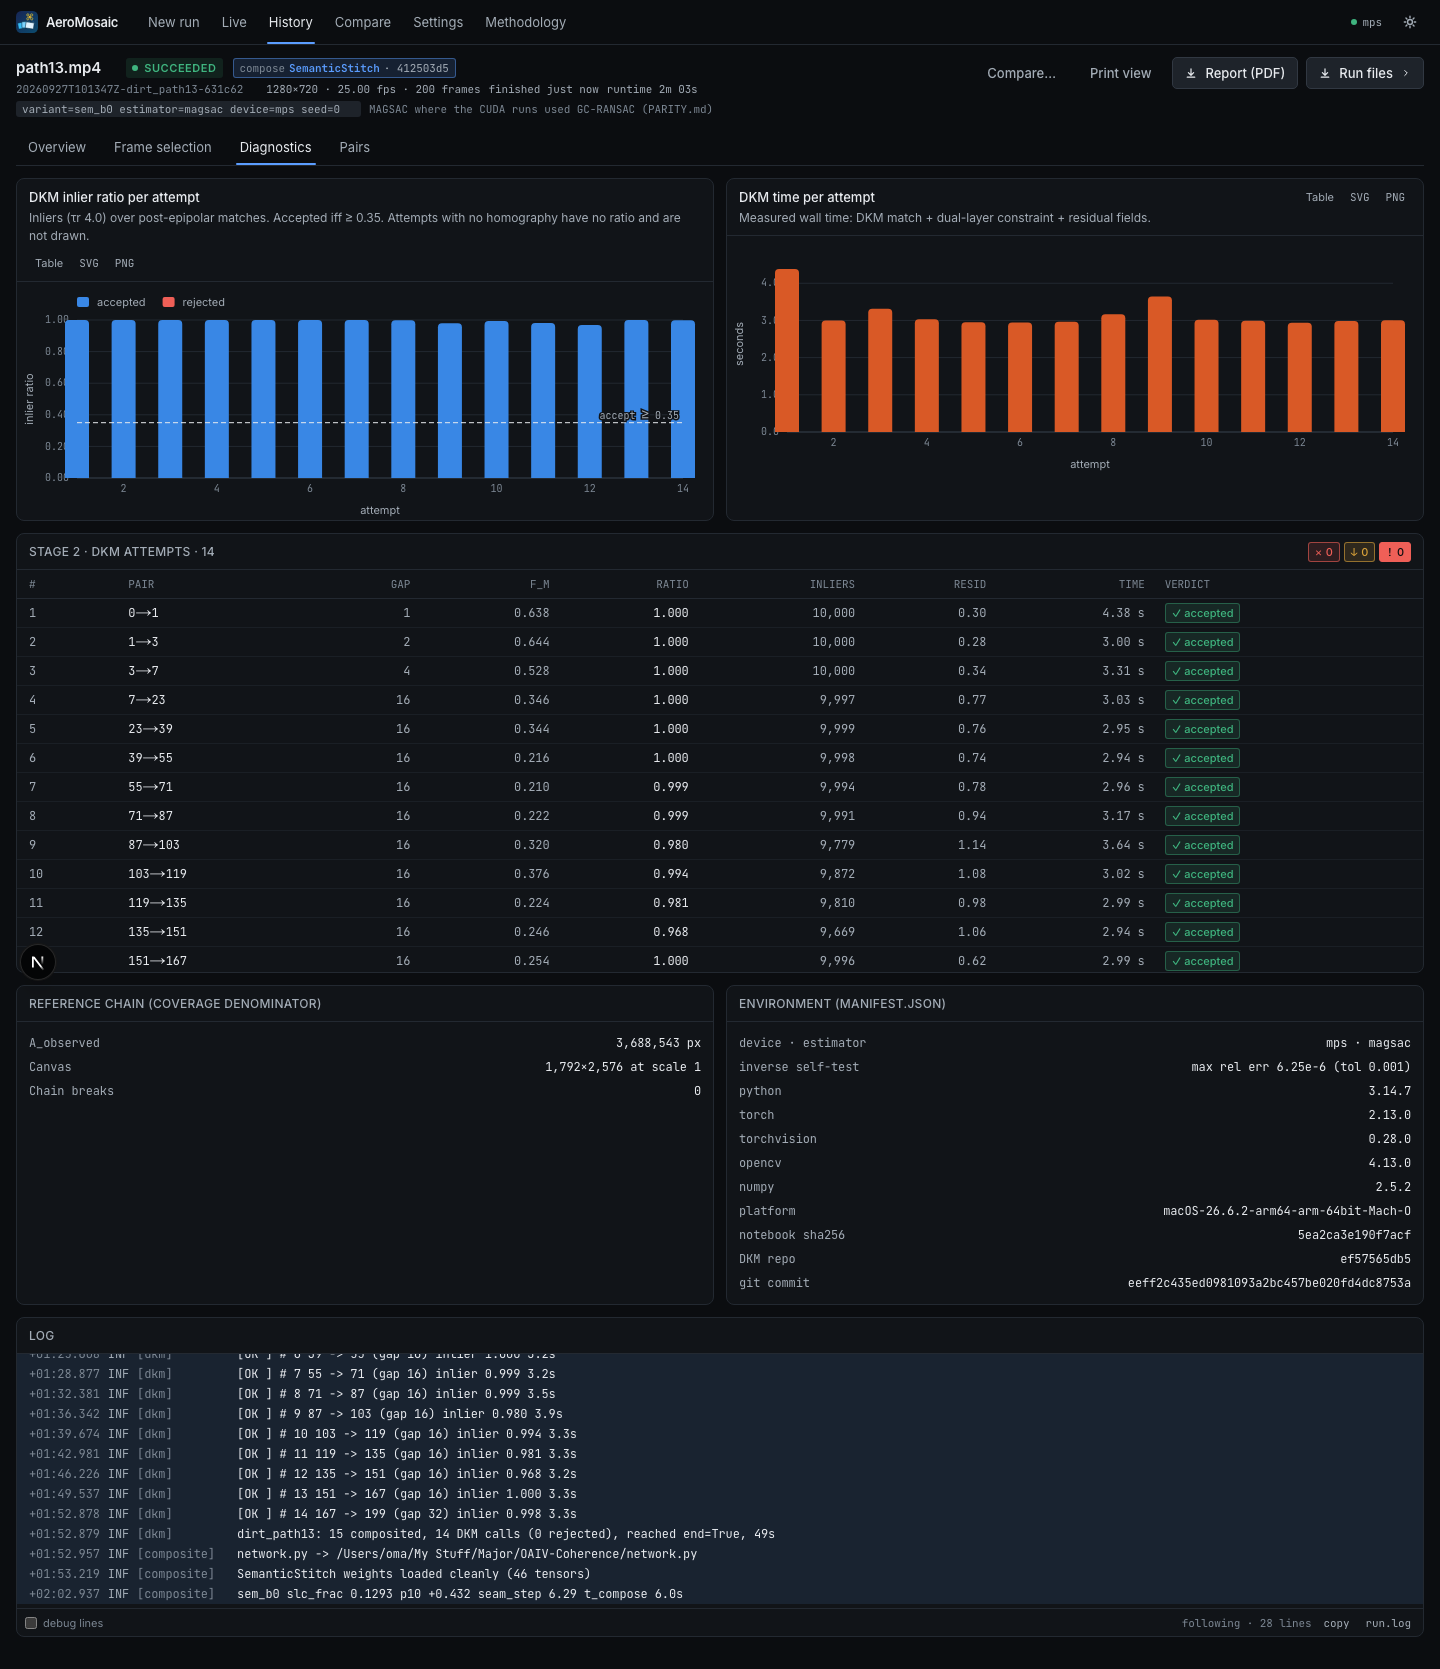 AeroMosaic New run Live History Compare Settings Methodology mps
path13.mp4 SUCCEEDED compose SemanticStitch · 412503d5 Compare... Print view Report (PDF) Run files
20260927T101347Z-dirt_path13-631c62 1280×720 · 25.00 fps · 200 frames finished just now runtime 2m 03s
variant=sem_b0 estimator=magsac device=mps seed=0 MAGSAC where the CUDA runs used GC-RANSAC (PARITY.md)
Overview Frame selection Diagnostics Pairs
DKM inlier ratio per attempt
Inliers (τr 4.0) over post-epipolar matches. Accepted iff ≥ 0.35. Attempts with no homography have no ratio and are
not drawn.
Table SVG PNG
accepted rejected
1.00
0.80
0.60
0.40
0.20
0.00
inlier ratio
accept ≥ 0.35
2 4 6 8 10 12 14
attempt
DKM time per attempt Table SVG PNG
Measured wall time: DKM match + dual-layer constraint + residual fields.
4.0
3.0
2.0
1.0
0.0
seconds
2 4 6 8 10 12 14
attempt
STAGE 2 · DKM ATTEMPTS · 14 × 0 ↓ 0 ! 0
# PAIR GAP F_M RATIO INLIERS RESID TIME VERDICT
1 0⟶1 1 0.638 1.000 10,000 0.30 4.38 s ✓ accepted
2 1⟶3 2 0.644 1.000 10,000 0.28 3.00 s ✓ accepted
3 3⟶7 4 0.528 1.000 10,000 0.34 3.31 s ✓ accepted
4 7⟶23 16 0.346 1.000 9,997 0.77 3.03 s ✓ accepted
5 23⟶39 16 0.344 1.000 9,999 0.76 2.95 s ✓ accepted
6 39⟶55 16 0.216 1.000 9,998 0.74 2.94 s ✓ accepted
7 55⟶71 16 0.210 0.999 9,994 0.78 2.96 s ✓ accepted
8 71⟶87 16 0.222 0.999 9,991 0.94 3.17 s ✓ accepted
9 87⟶103 16 0.320 0.980 9,779 1.14 3.64 s ✓ accepted
10 103⟶119 16 0.376 0.994 9,872 1.08 3.02 s ✓ accepted
11 119⟶135 16 0.224 0.981 9,810 0.98 2.99 s ✓ accepted
12 135⟶151 16 0.246 0.968 9,669 1.06 2.94 s ✓ accepted
N 151⟶167 16 0.254 1.000 9,996 0.62 2.99 s ✓ accepted
REFERENCE CHAIN (COVERAGE DENOMINATOR)
A_observed 3,688,543 px
Canvas 1,792×2,576 at scale 1
Chain breaks 0
ENVIRONMENT (MANIFEST.JSON)
device · estimator mps · magsac
inverse self-test max rel err 6.25e-6 (tol 0.001)
python 3.14.7
torch 2.13.0
torchvision 0.28.0
opencv 4.13.0
numpy 2.5.2
platform macOS-26.6.2-arm64-arm-64bit-Mach-O
notebook sha256 5ea2ca3e190f7acf
DKM repo ef57565db5
git commit eeff2c435ed0981093a2bc457be020fd4dc8753a
LOG
INF [dkm] [OK ] # 6 39 -> 55 (gap 16) inlier 1.000 3.2s
+01:28.877 INF [dkm] [OK ] # 7 55 -> 71 (gap 16) inlier 0.999 3.2s
+01:32.381 INF [dkm] [OK ] # 8 71 -> 87 (gap 16) inlier 0.999 3.5s
+01:36.342 INF [dkm] [OK ] # 9 87 -> 103 (gap 16) inlier 0.980 3.9s
+01:39.674 INF [dkm] [OK ] # 10 103 -> 119 (gap 16) inlier 0.994 3.3s
+01:42.981 INF [dkm] [OK ] # 11 119 -> 135 (gap 16) inlier 0.981 3.3s
+01:46.226 INF [dkm] [OK ] # 12 135 -> 151 (gap 16) inlier 0.968 3.2s
+01:49.537 INF [dkm] [OK ] # 13 151 -> 167 (gap 16) inlier 1.000 3.3s
+01:52.878 INF [dkm] [OK ] # 14 167 -> 199 (gap 32) inlier 0.998 3.3s
+01:52.879 INF [dkm] dirt_path13: 15 composited, 14 DKM calls (0 rejected), reached end=True, 49s
+01:52.957 INF [composite] network.py -> /Users/oma/My Stuff/Major/OAIV-Coherence/network.py
+01:53.219 INF [composite] SemanticStitch weights loaded cleanly (46 tensors)
+02:02.937 INF [composite] sem_b0 slc_frac 0.1293 p10 +0.432 seam_step 6.29 t_compose 6.0s
debug lines following · 28 lines copy run.log